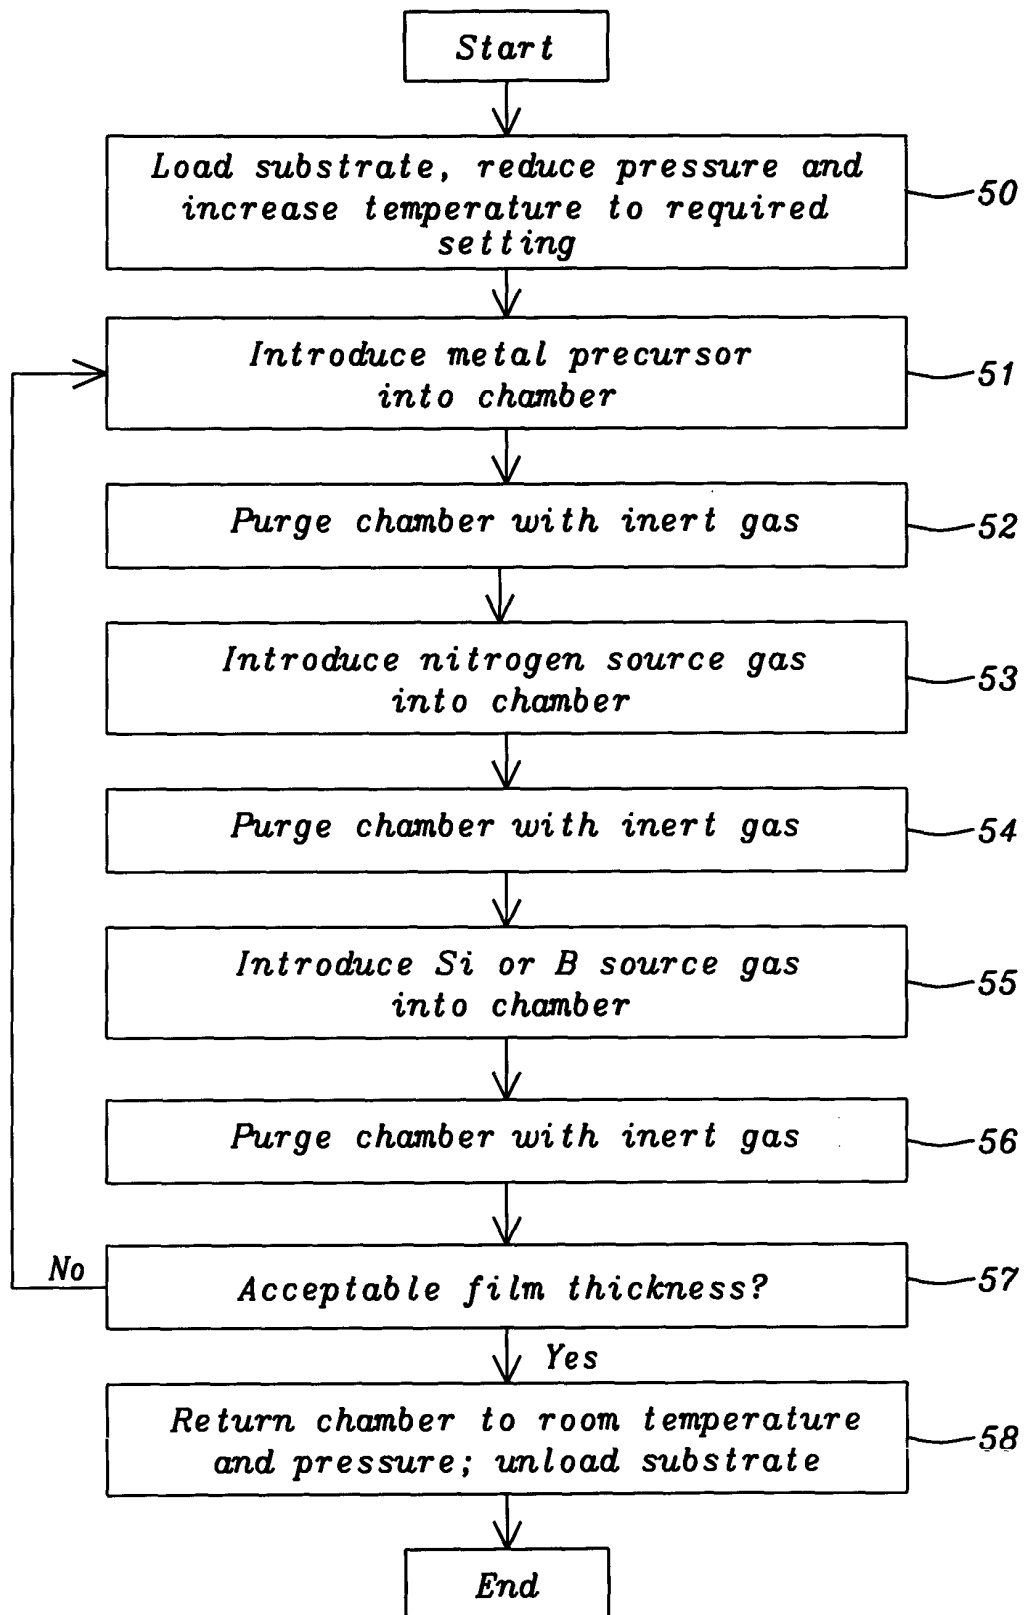 Start
Load substrate, reduce pressure and
increase temperature to required
setting
50
Introduce metal precursor
into chamber
51
Purge chamber with inert gas
52
Introduce nitrogen source gas
into chamber
53
Purge chamber with inert gas
54
Introduce Si or B source gas
into chamber
55
Purge chamber with inert gas
56
No
Acceptable film thickness?
57
Yes
Return chamber to room temperature
and pressure; unload substrate
58
End